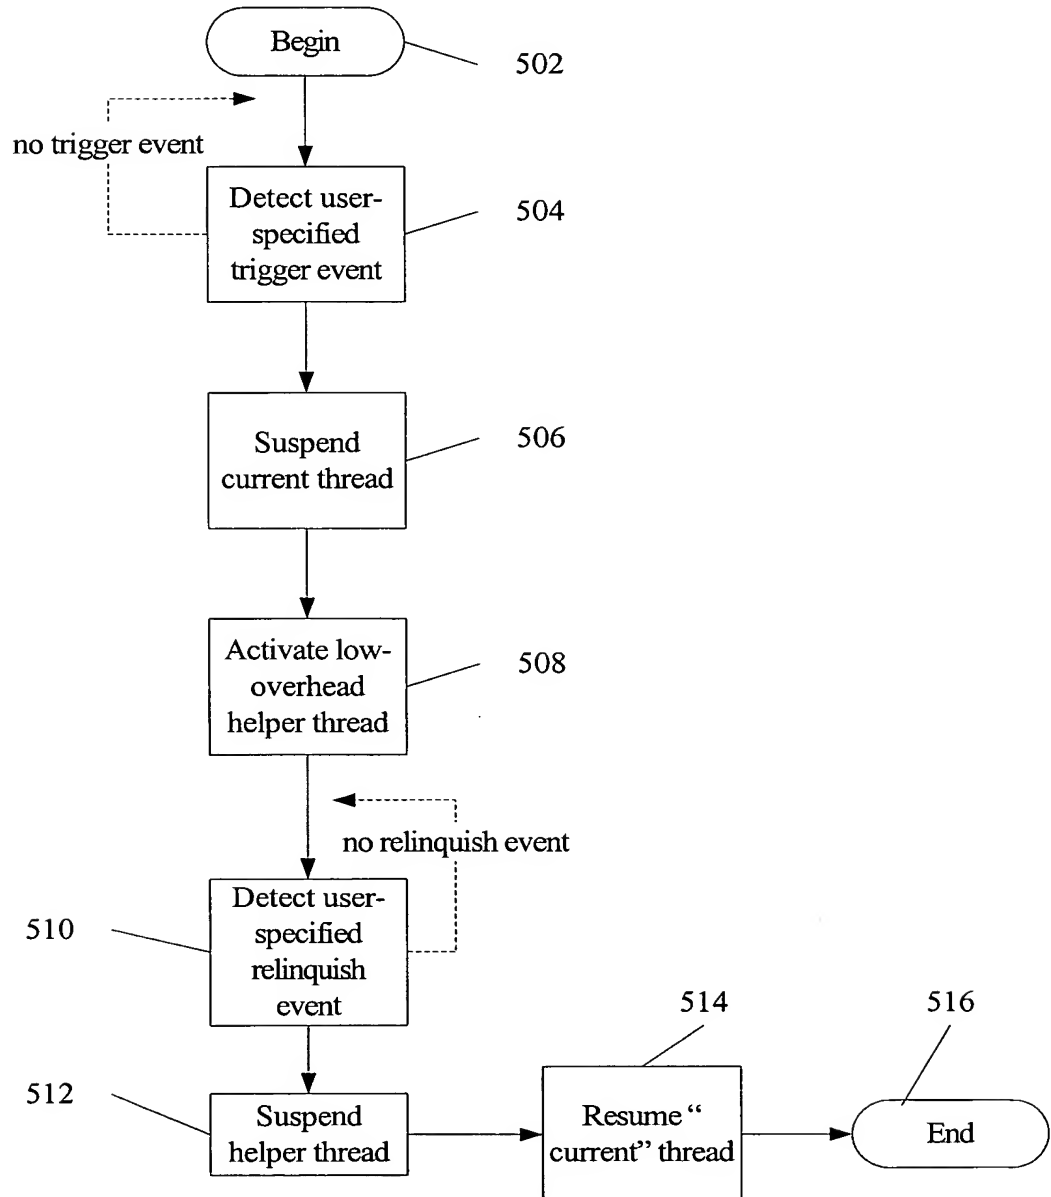 Begin
502
no trigger event
Detect user-
specified
trigger event
504
Suspend
current thread
506
Activate low-
overhead
helper thread
508
no relinquish event
Detect user-
specified
relinquish
event
510
514
516
512
Suspend
helper thread
Resume “
current” thread
End